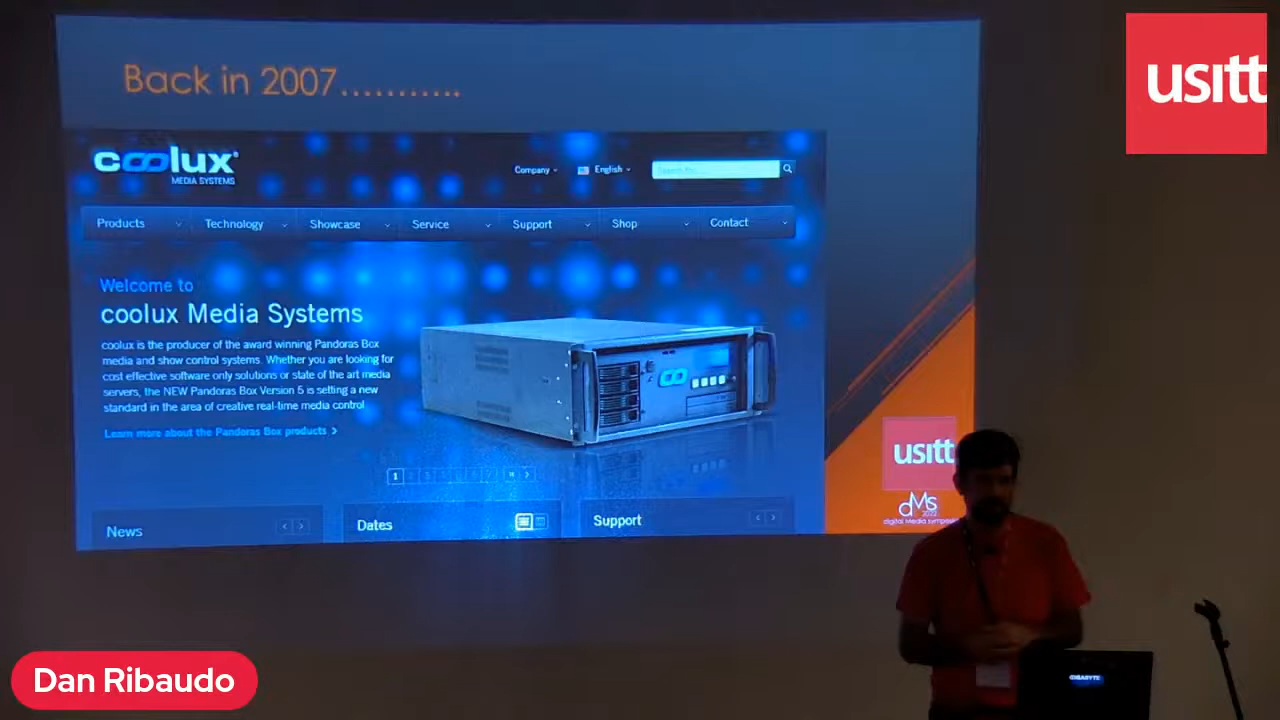 Back in 2007...........
usitt
coolux
MEDIA SYSTEMS
Company
English
Products
Technology
Showcase
Service
Support
Shop
Contact
Welcome to
coolux Media Systems
coolux is the producer of the award winning Pandoras Box
media and show control systems. Whether you are looking for
cost effective software only solutions or state of the art media
servers, the NEW Pandoras Box Version 5 is setting a new
standard in the area of creative real-time media control
Learn more about the Pandoras Box products >
1
News
Dates
Support
usitt
dMs
2022
digital Media
Dan Ribaudo
GIGABYTE